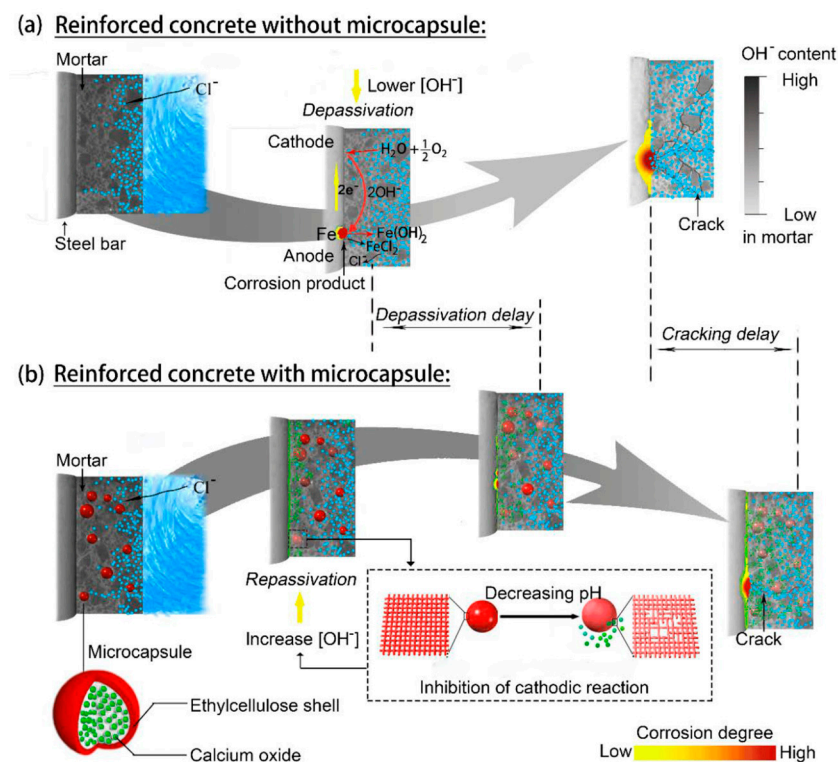 (a) Reinforced concrete without microcapsule:
Mortar
Cl⁻
Steel bar
Lower [OH⁻]
Depassivation
Cathode
H₂O + ½O₂
2e⁻
2OH⁻
Fe
Fe(OH)₂
FeCl₂
Anode
Cl⁻
Corrosion product
Crack
OH⁻ content
High
Low
in mortar
Depassivation delay
Cracking delay
(b) Reinforced concrete with microcapsule:
Mortar
Cl⁻
Repassivation
Increase [OH⁻]
Decreasing pH
Inhibition of cathodic reaction
Crack
Microcapsule
Ethylcellulose shell
Calcium oxide
Corrosion degree
Low
High